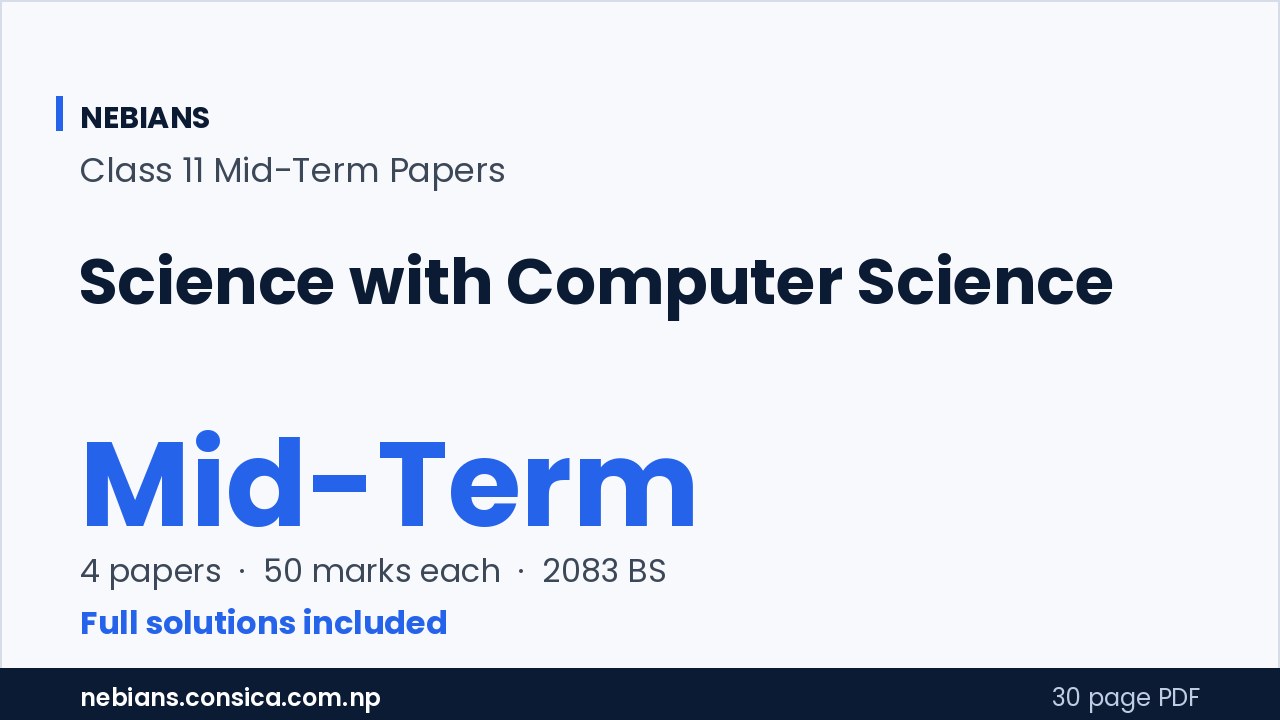 NEBIANS
Class 11 Mid-Term Papers
Science with Computer Science
Mid-Term
4 papers · 50 marks each · 2083 BS
Full solutions included
nebians.consica.com.np
30 page PDF